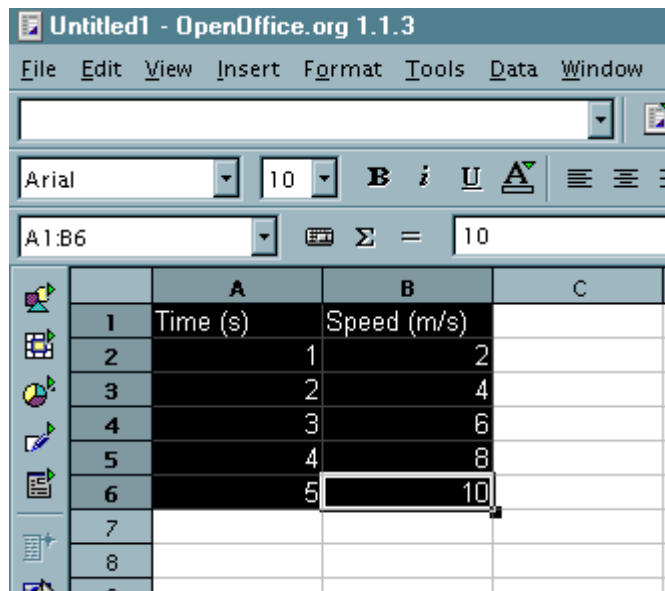 Untitled1 - OpenOffice.org 1.1.3
File Edit View Insert Format Tools Data Window
Arial 10 B i U A
A1:B6 Σ = 10
A B C
1 Time (s) Speed (m/s)
2 1 2
3 2 4
4 3 6
5 4 8
6 5 10
7
8